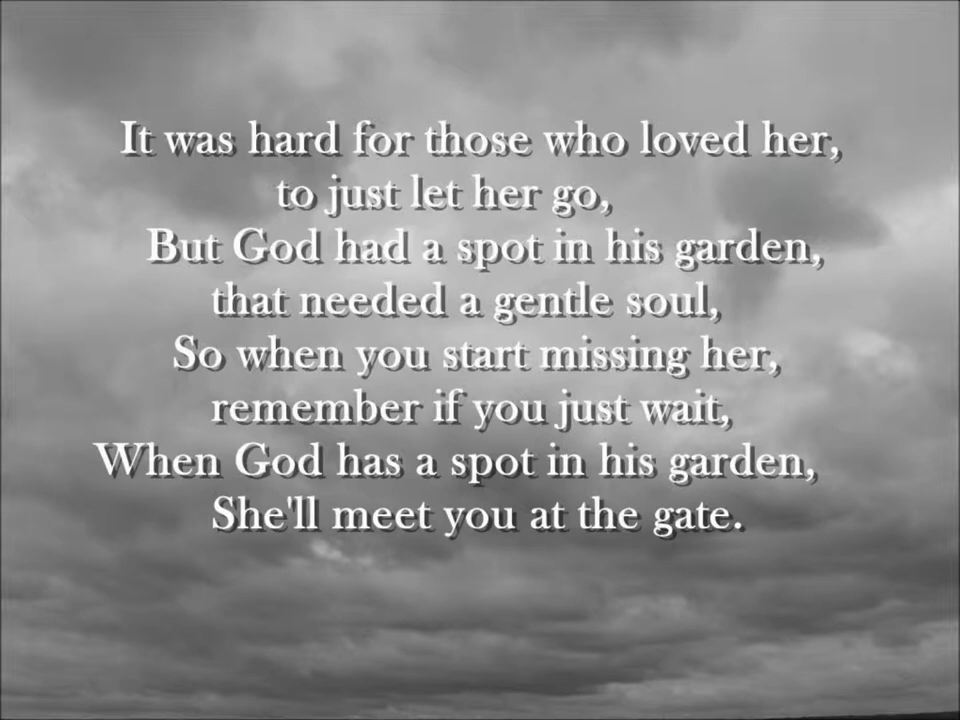 It was hard for those who loved her,
to just let her go,
But God had a spot in his garden,
that needed a gentle soul,
So when you start missing her,
remember if you just wait,
When God has a spot in his garden,
She'll meet you at the gate.